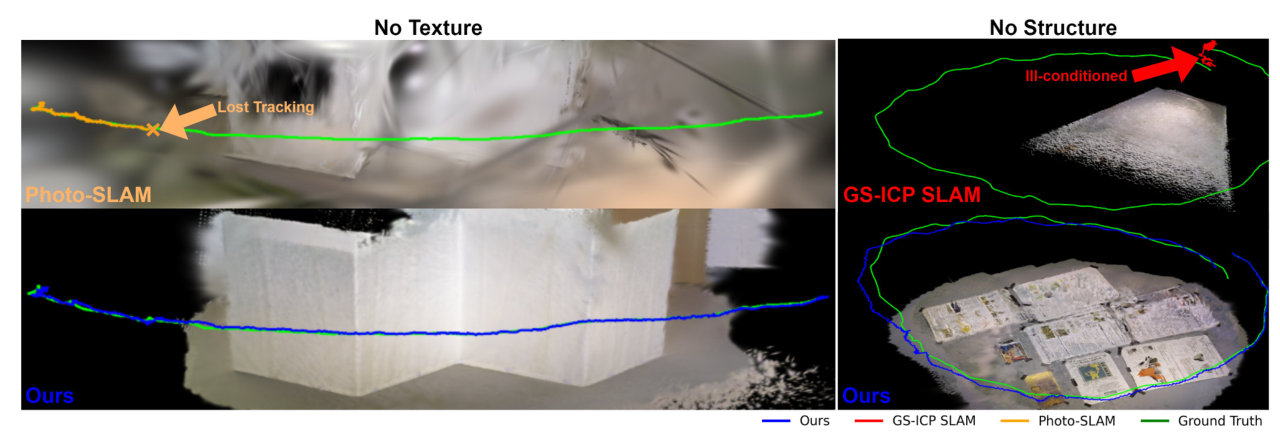 No Texture
No Structure
Lost Tracking
Photo-SLAM
Ill-conditioned
GS-ICP SLAM
Ours
Ours
Ours
GS-ICP SLAM
Photo-SLAM
Ground Truth